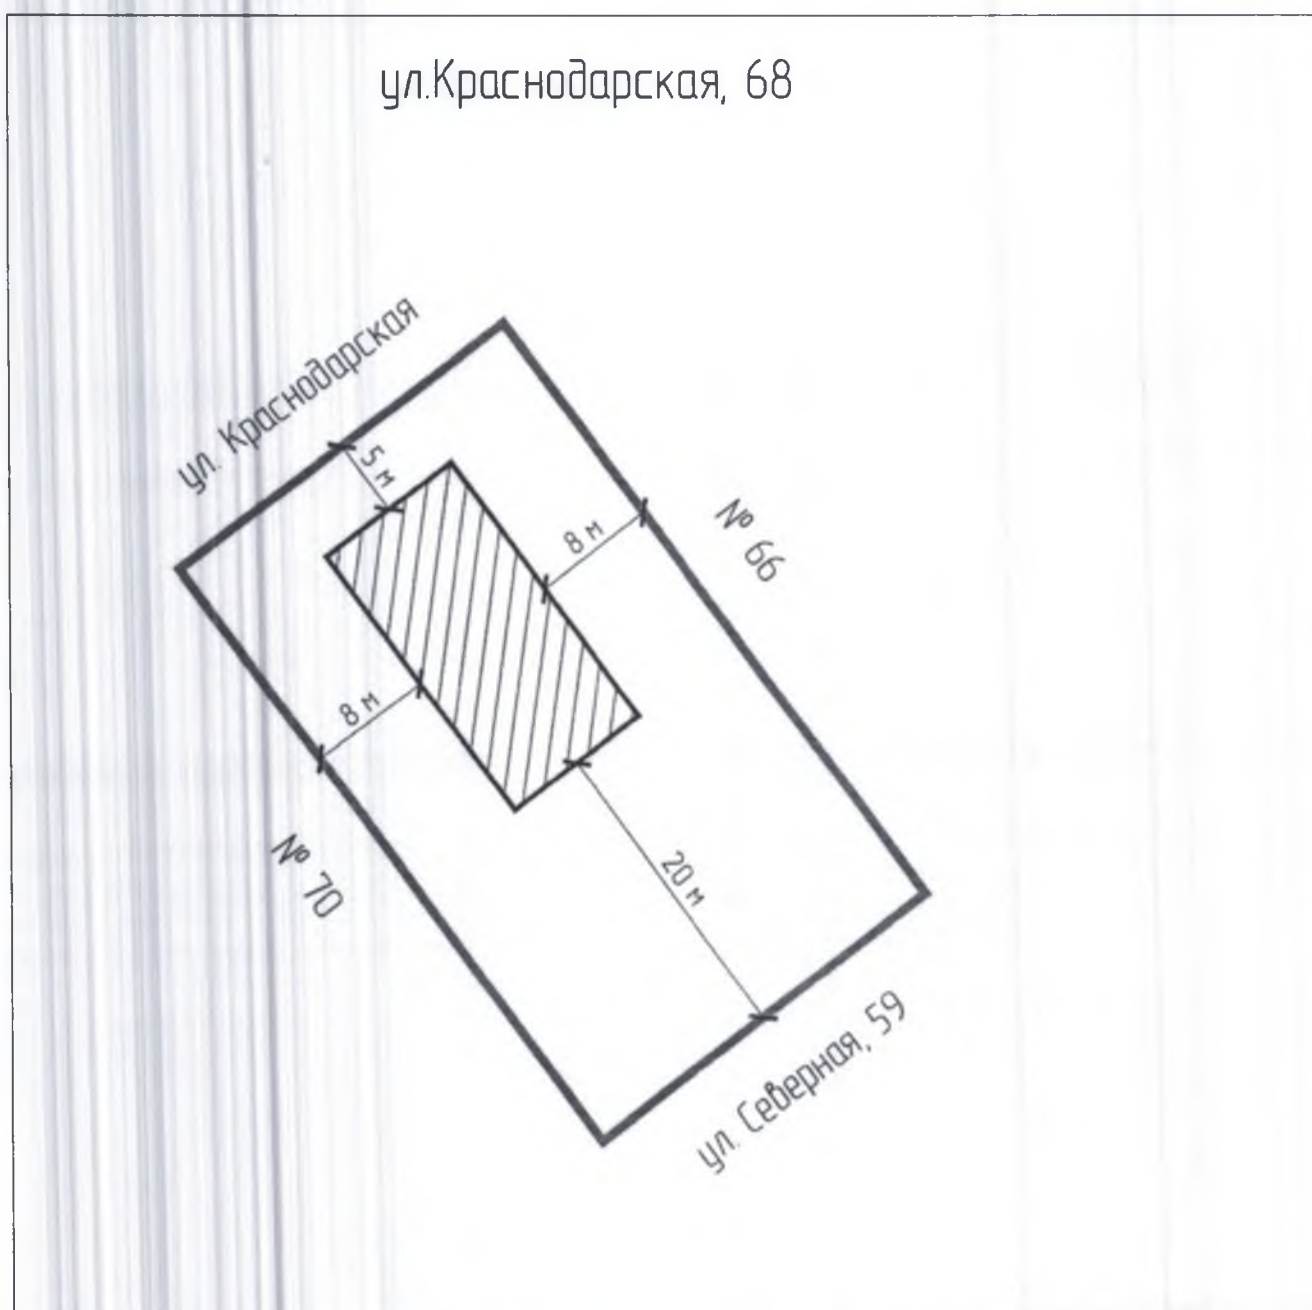 ул.Краснодарская, 68
ул. Краснодарская
5 м
8 м
№ 66
8 м
№ 70
20 м
ул. Северная, 59